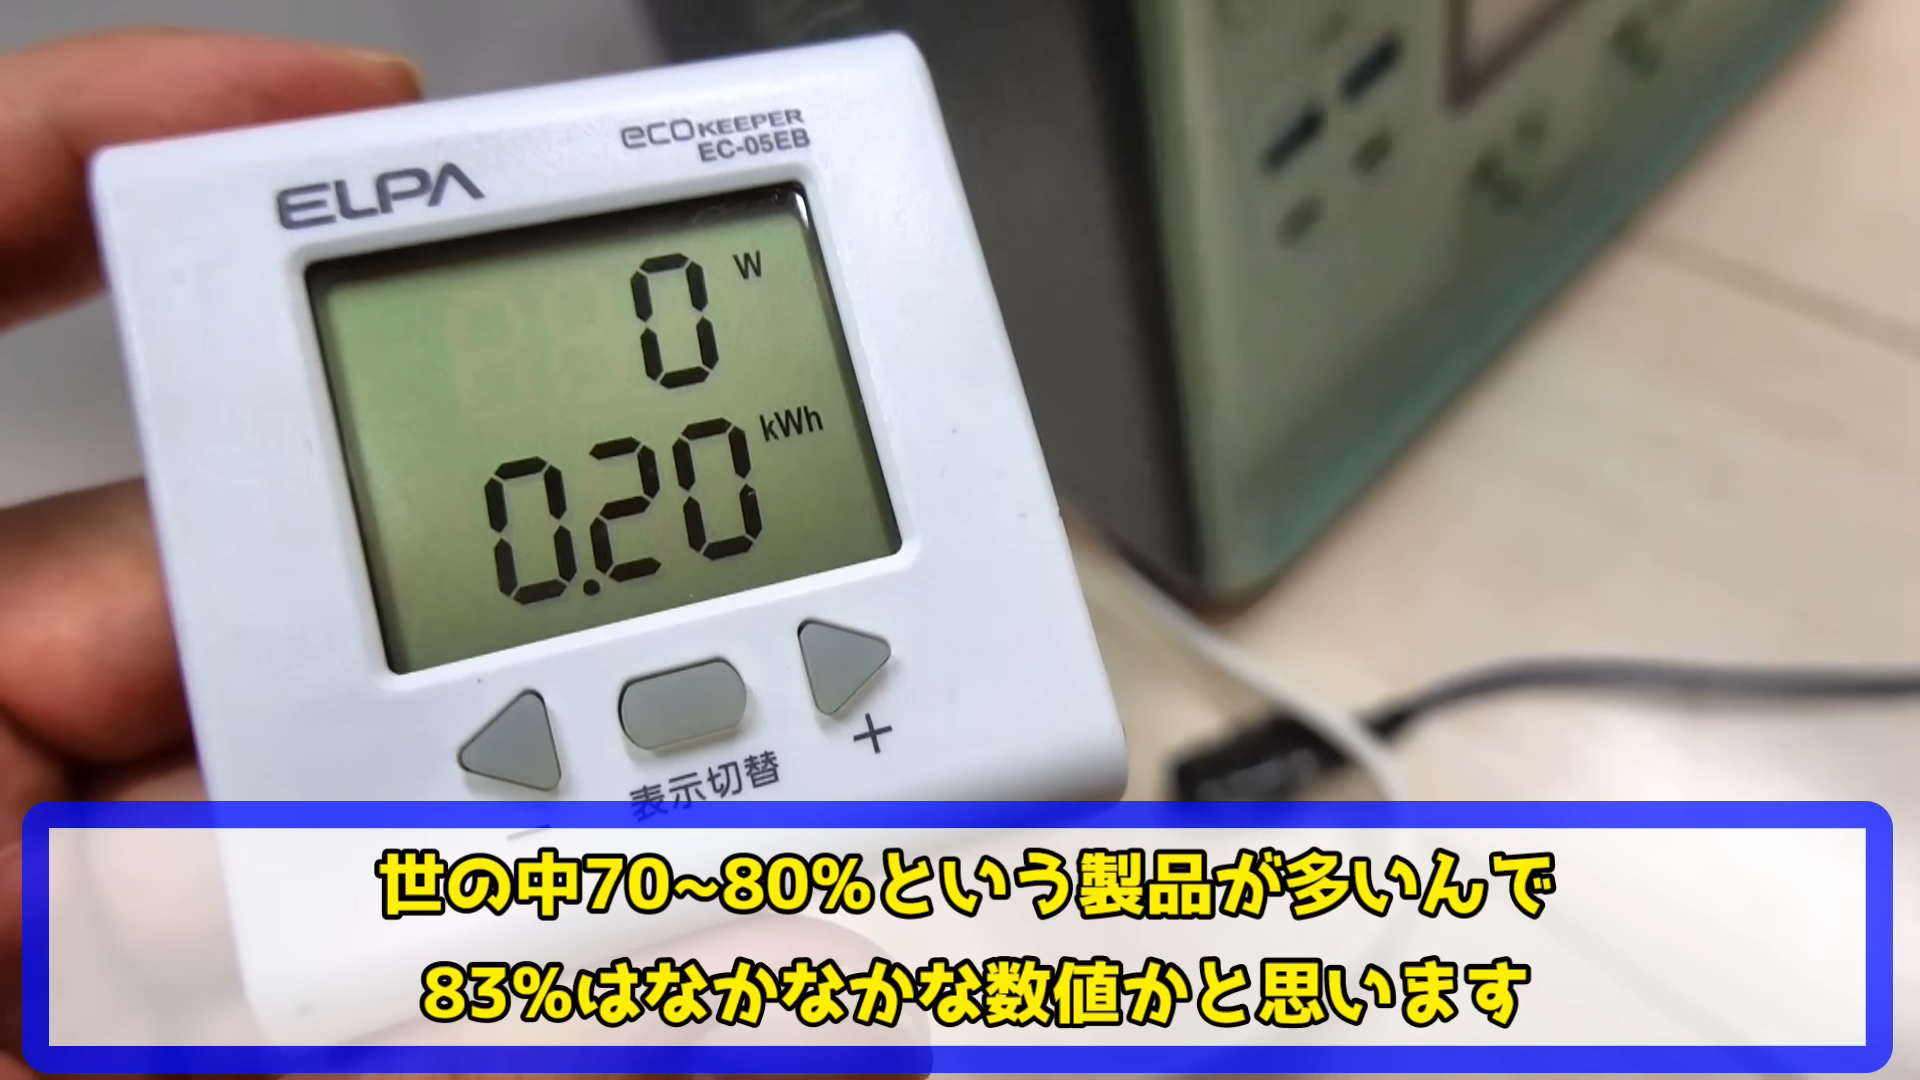 eco KEEPER
EC-05EB
ELPA
0 W
0.20 kWh
表示切替
− +
世の中70~80%という製品が多いんで
83%はなかなかな数値かと思います